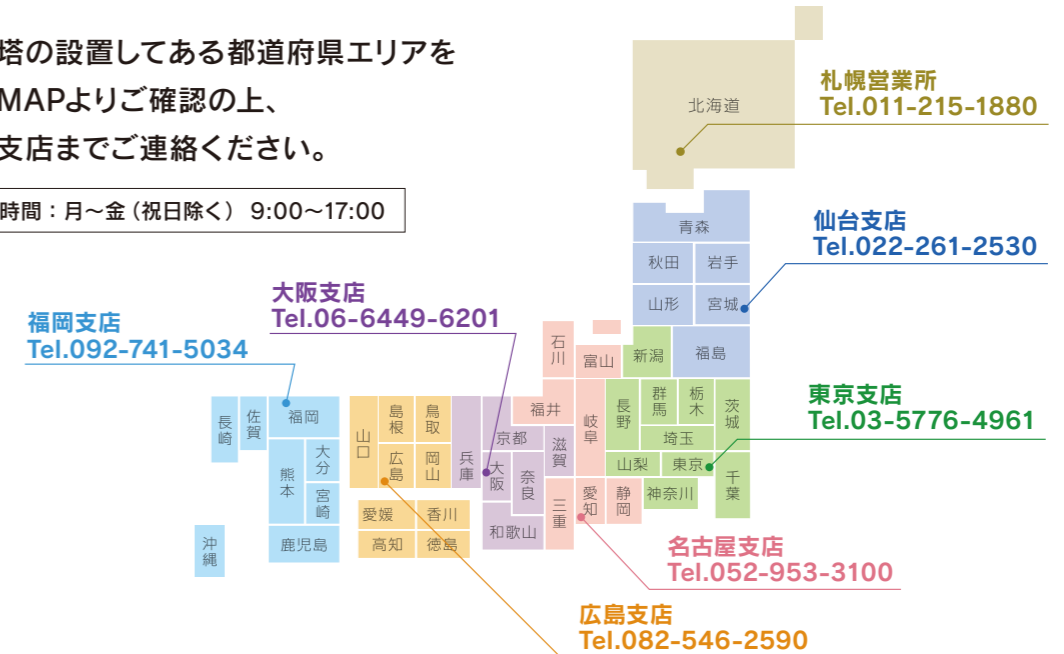 塔の設置してある都道府県エリアを
MAPよりご確認の上、
支店までご連絡ください。
時間：月～金（祝日除く） 9:00～17:00
札幌営業所
Tel.011-215-1880
北海道
仙台支店
Tel.022-261-2530
青森
秋田
岩手
山形
宮城
福島
大阪支店
Tel.06-6449-6201
福岡支店
Tel.092-741-5034
東京支店
Tel.03-5776-4961
石川
富山
新潟
福井
岐阜
長野
群馬
栃木
茨城
埼玉
山梨
東京
千葉
神奈川
静岡
愛知
三重
滋賀
京都
大阪
奈良
和歌山
兵庫
鳥取
島根
岡山
広島
山口
香川
愛媛
徳島
高知
福岡
佐賀
長崎
大分
熊本
宮崎
鹿児島
沖縄
名古屋支店
Tel.052-953-3100
広島支店
Tel.082-546-2590